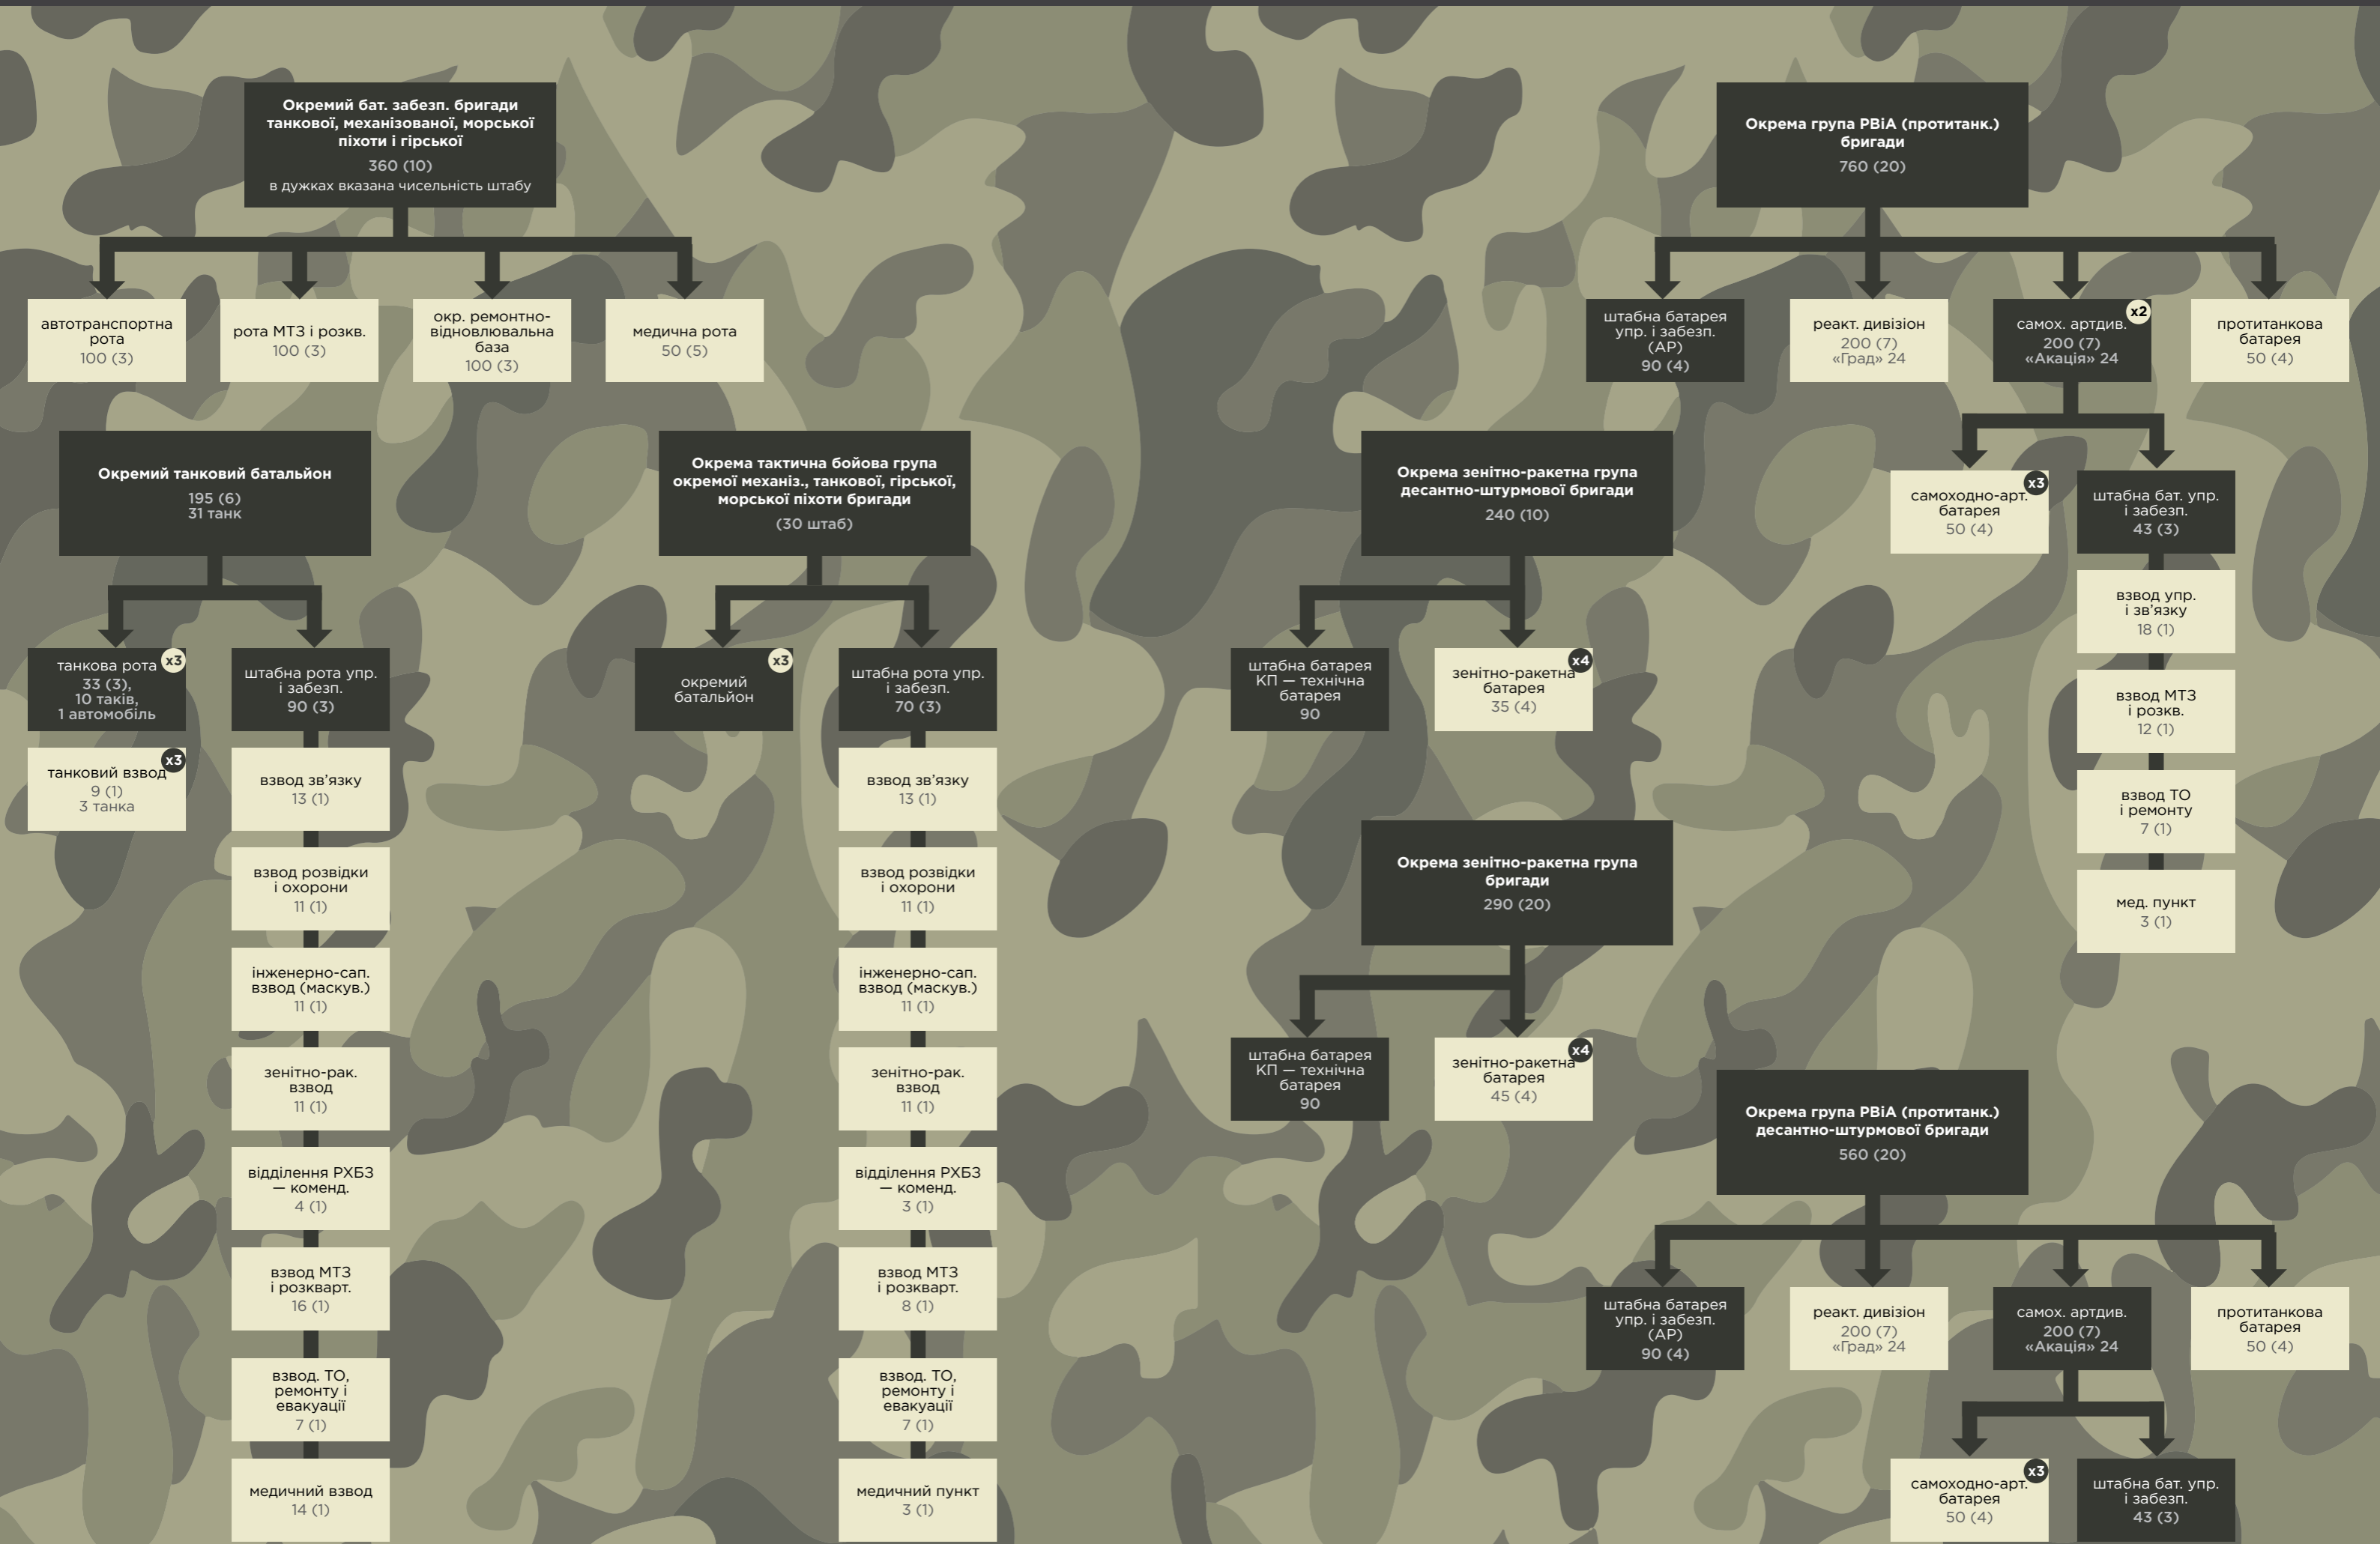 Окремий бат. забезп. бригади
танкової, механізованої, морської
піхоти і гірської
360 (10)
в дужках вказана чисельність штабу
автотранспортна
рота
100 (3)
рота МТЗ і розкв.
100 (3)
окр. ремонтно-
відновлювальна
база
100 (3)
медична рота
50 (5)
Окремий танковий батальйон
195 (6)
31 танк
x3
танкова рота
33 (3),
10 таків,
1 автомобіль
x3
танковий взвод
9 (1)
3 танка
штабна рота упр.
і забезп.
90 (3)
взвод зв’язку
13 (1)
взвод розвідки
і охорони
11 (1)
інженерно-сап.
взвод (маскув.)
11 (1)
зенітно-рак.
взвод
11 (1)
відділення РХБЗ
— коменд.
4 (1)
взвод МТЗ
і розкварт.
16 (1)
взвод. ТО,
ремонту і
евакуації
7 (1)
медичний взвод
14 (1)
Окрема тактична бойова група
окремої механіз., танкової, гірської,
морської піхоти бригади
(30 штаб)
x3
окремий
батальйон
штабна рота упр.
і забезп.
70 (3)
взвод зв’язку
13 (1)
взвод розвідки
і охорони
11 (1)
інженерно-сап.
взвод (маскув.)
11 (1)
зенітно-рак.
взвод
11 (1)
відділення РХБЗ
— коменд.
3 (1)
взвод МТЗ
і розкварт.
8 (1)
взвод. ТО,
ремонту і
евакуації
7 (1)
медичний пункт
3 (1)
Окрема зенітно-ракетна група
десантно-штурмової бригади
240 (10)
штабна батарея
КП — технічна
батарея
90
x4
зенітно-ракетна
батарея
35 (4)
Окрема зенітно-ракетна група
бригади
290 (20)
штабна батарея
КП — технічна
батарея
90
x4
зенітно-ракетна
батарея
45 (4)
Окрема група РВіА (протитанк.)
бригади
760 (20)
штабна батарея
упр. і забезп.
(АР)
90 (4)
реакт. дивізіон
200 (7)
«Град» 24
x2
самох. артдив.
200 (7)
«Акація» 24
протитанкова
батарея
50 (4)
x3
самоходно-арт.
батарея
50 (4)
штабна бат. упр.
і забезп.
43 (3)
взвод упр.
і зв’язку
18 (1)
взвод МТЗ
і розкв.
12 (1)
взвод ТО
і ремонту
7 (1)
мед. пункт
3 (1)
Окрема група РВіА (протитанк.)
десантно-штурмової бригади
560 (20)
штабна батарея
упр. і забезп.
(АР)
90 (4)
реакт. дивізіон
200 (7)
«Град» 24
самох. артдив.
200 (7)
«Акація» 24
протитанкова
батарея
50 (4)
x3
самоходно-арт.
батарея
50 (4)
штабна бат. упр.
і забезп.
43 (3)